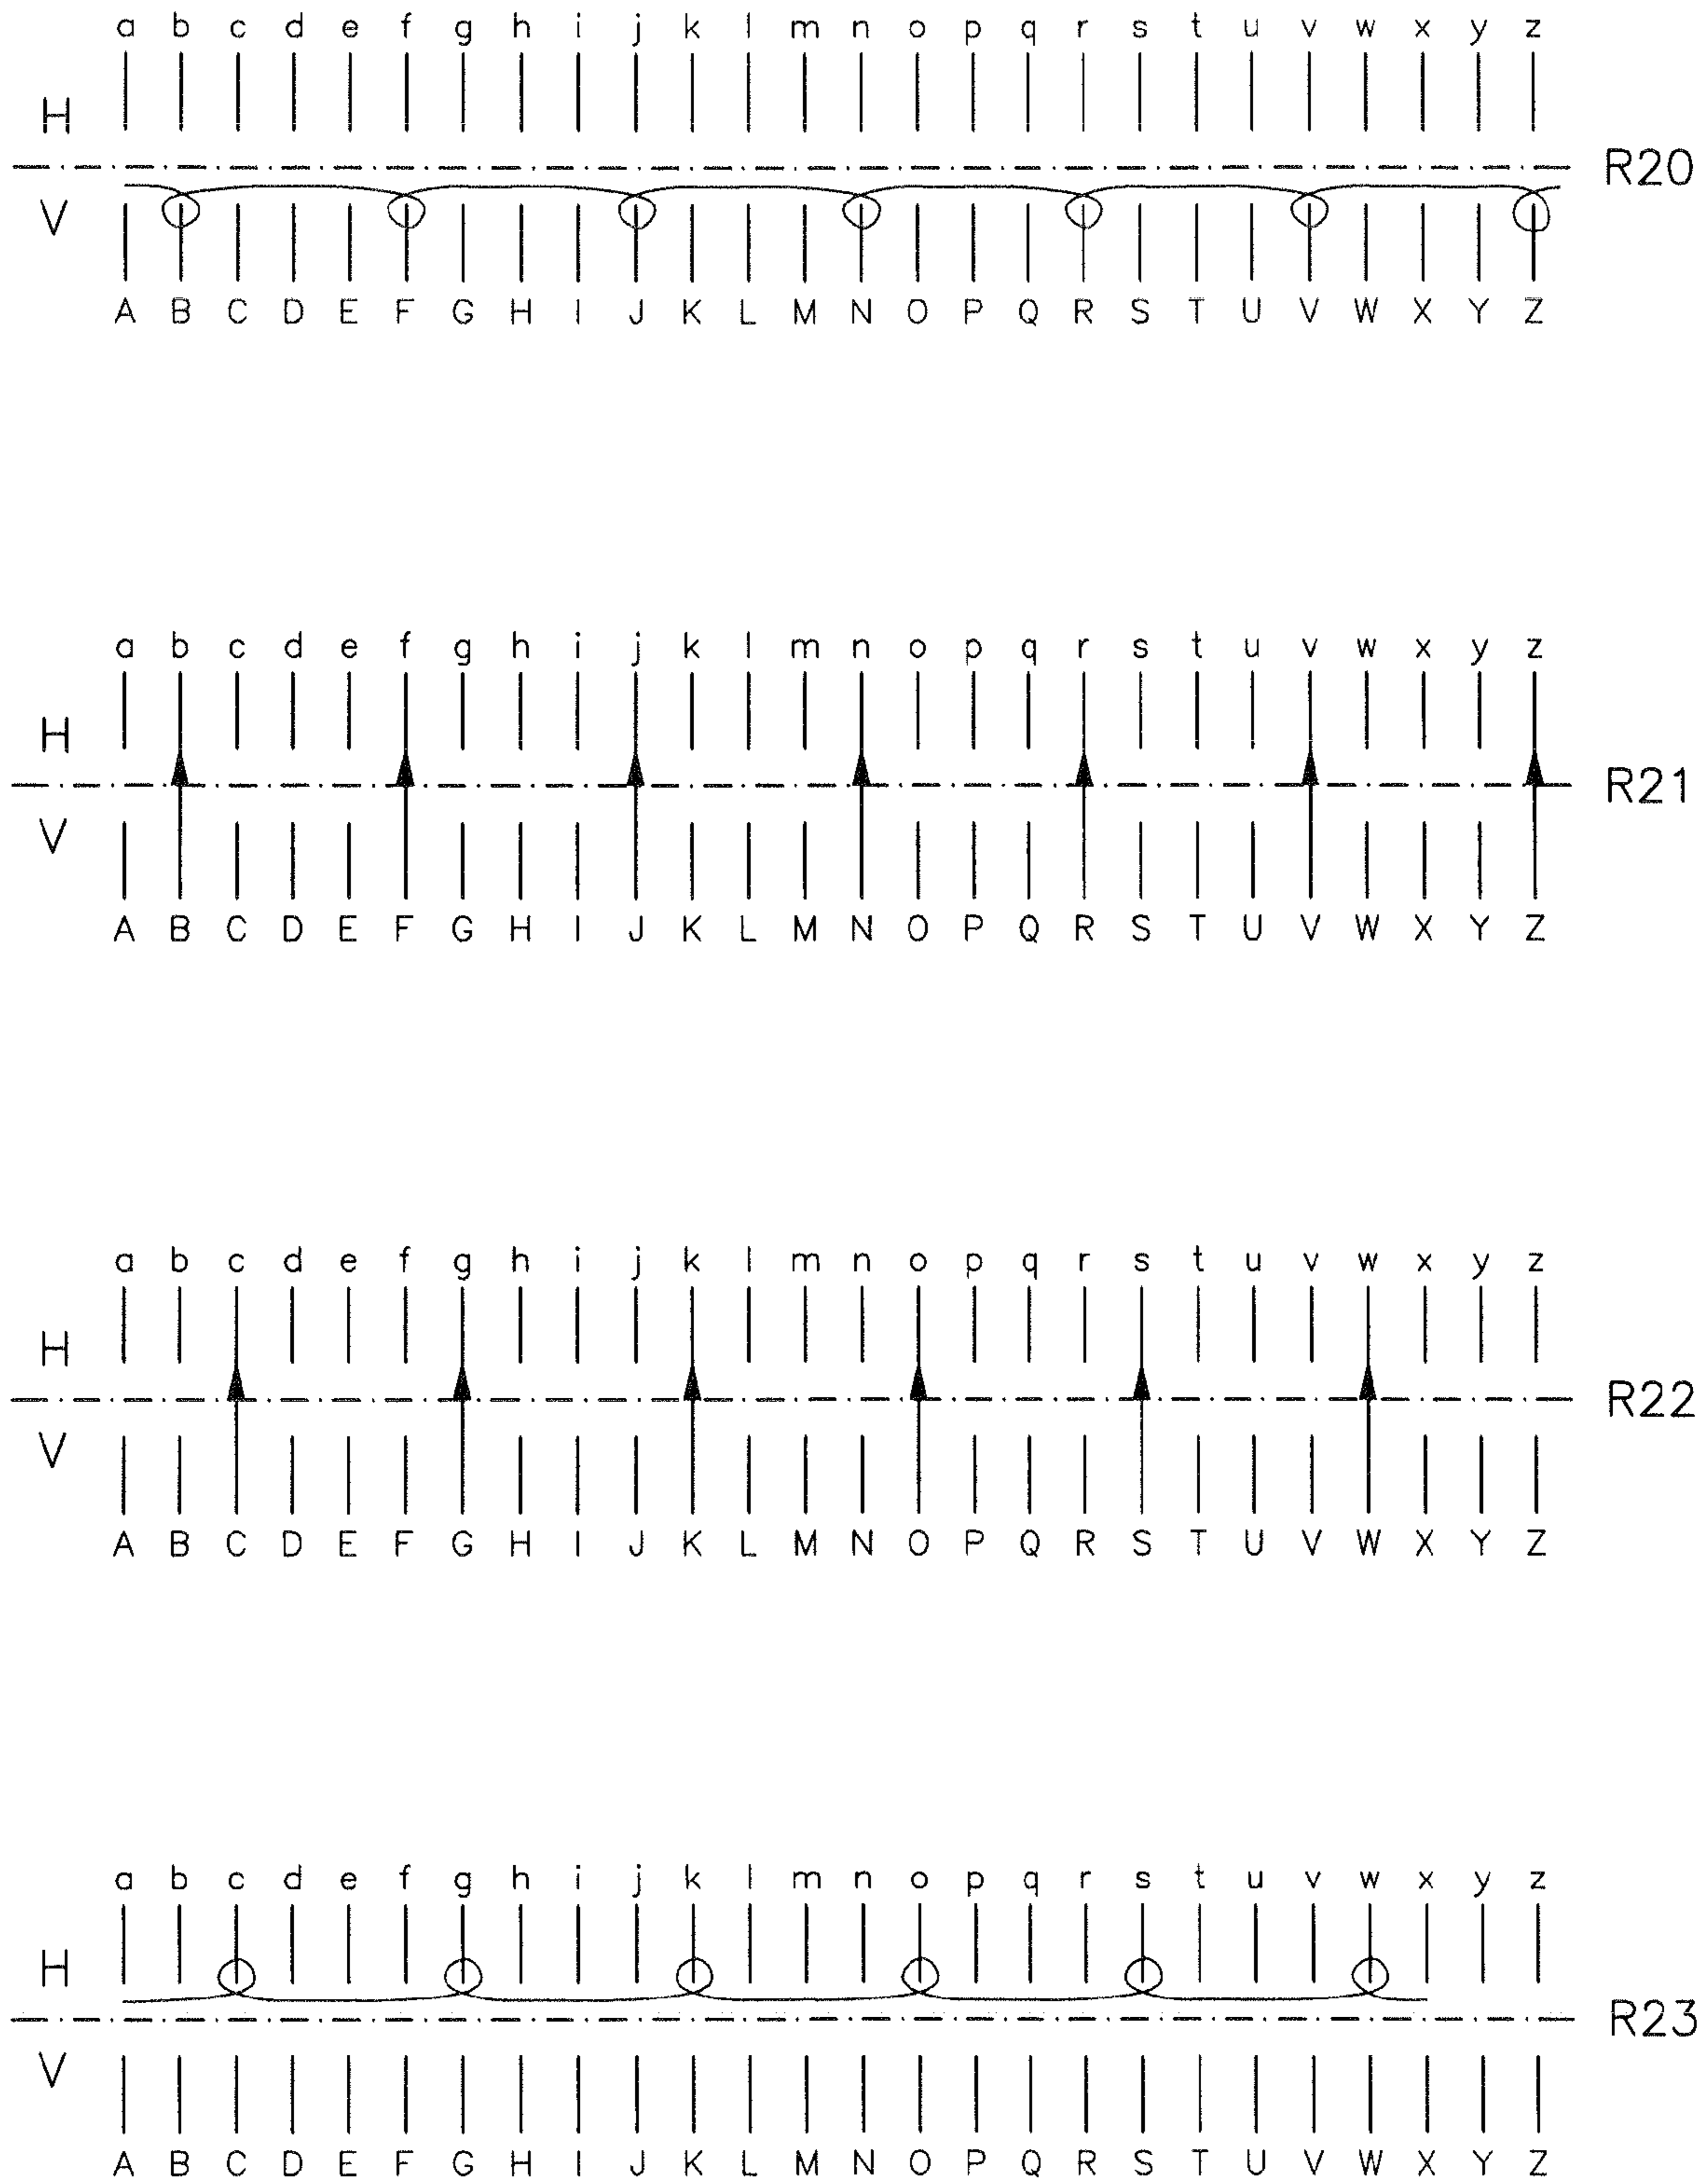 a b c d e f g h i j k l m n o p q r s t u v w x y z
H
R20
V
A B C D E F G H I J K L M N O P Q R S T U V W X Y Z
a b c d e f g h i j k l m n o p q r s t u v w x y z
H
R21
V
A B C D E F G H I J K L M N O P Q R S T U V W X Y Z
a b c d e f g h i j k l m n o p q r s t u v w x y z
H
R22
V
A B C D E F G H I J K L M N O P Q R S T U V W X Y Z
a b c d e f g h i j k l m n o p q r s t u v w x y z
H
R23
V
A B C D E F G H I J K L M N O P Q R S T U V W X Y Z